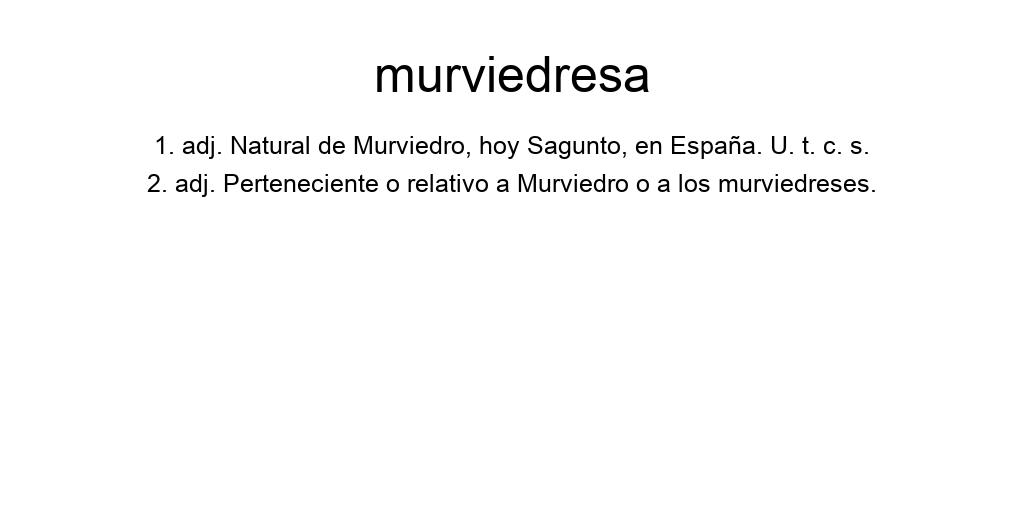 murviedresa
1. adj. Natural de Murviedro, hoy Sagunto, en España. U. t. c. s.
2. adj. Perteneciente o relativo a Murviedro o a los murviedreses.